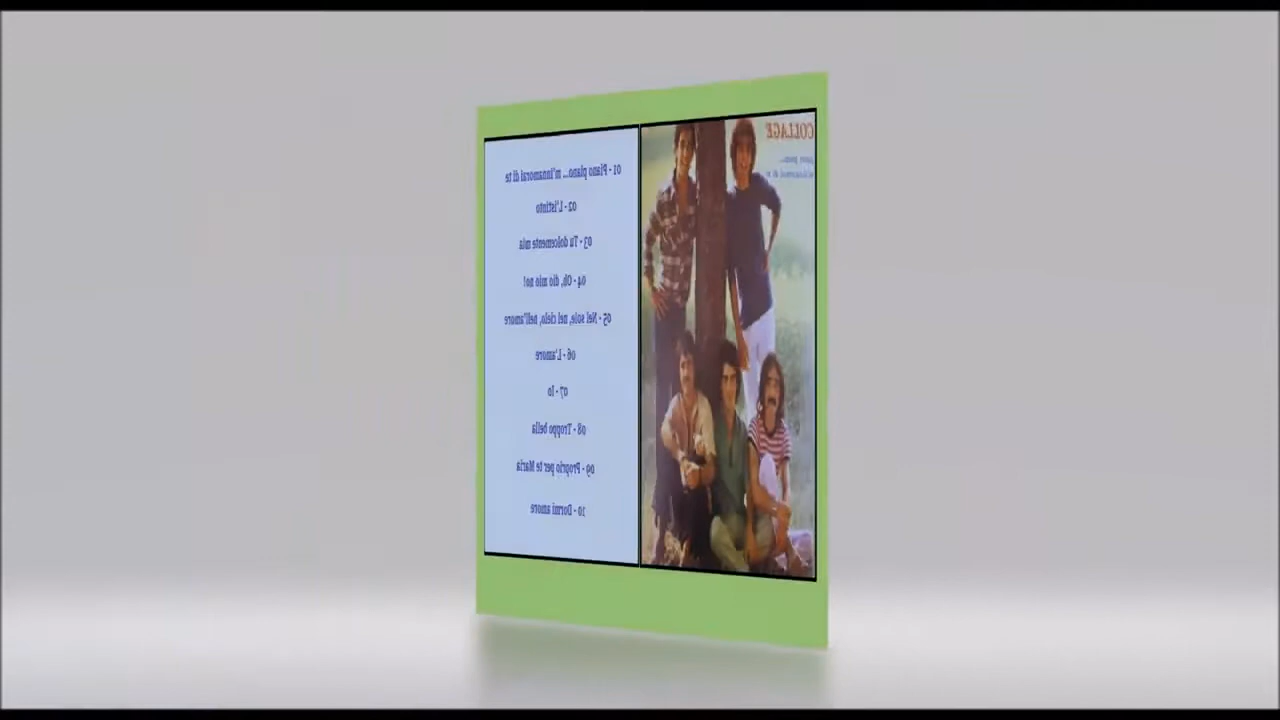 01 - Piano piano... m'innamorai di te
02 - L'istinto
03 - Tu dolcemente mia
04 - Oh, dio mio no!
05 - Nel sole, nel cielo, nell'amore
06 - L'amore
07 - Io
08 - Troppo bella
09 - Proprio per te Maria
10 - Dormi amore
COLLAGE